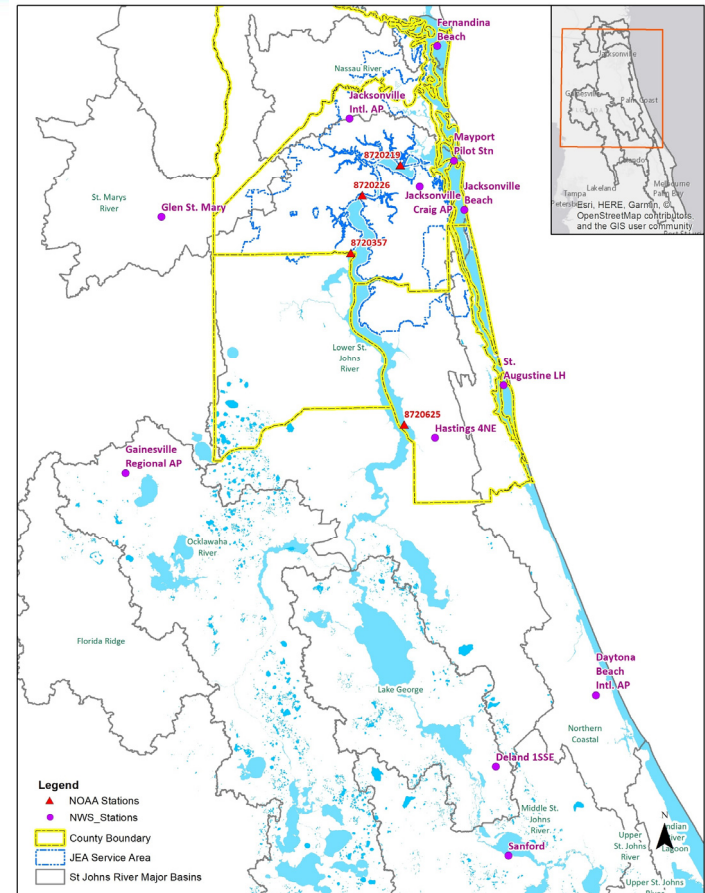 Fernandina
Beach
Nassau River
Jacksonville
Intl. AP
Mayport
Pilot Stn
8720219
8720226
Jacksonville
Craig AP
Jacksonville
Beach
St. Marys
River
Glen St. Mary
8720357
Lower St.
Johns
River
St.
Augustine LH
8720625
Hastings 4NE
Gainesville
Regional AP
Ocklawaha
River
Florida Ridge
Lake George
Daytona
Beach
Intl. AP
Northern
Coastal
Deland 1SSE
Middle St.
Johns
River
Sanford
Upper
St. Johns
River
Indian
River
Lagoon
Upper St. Johns
N
Legend
NOAA Stations
NWS_Stations
County Boundary
JEA Service Area
St Johns River Major Basins
Jacksonville
Palm Coast
Orlando
Lakeland
Tampa
Melbourne
Palm Bay
Esri, HERE, Garmin, ©
OpenStreetMap contributors
and the GIS user community